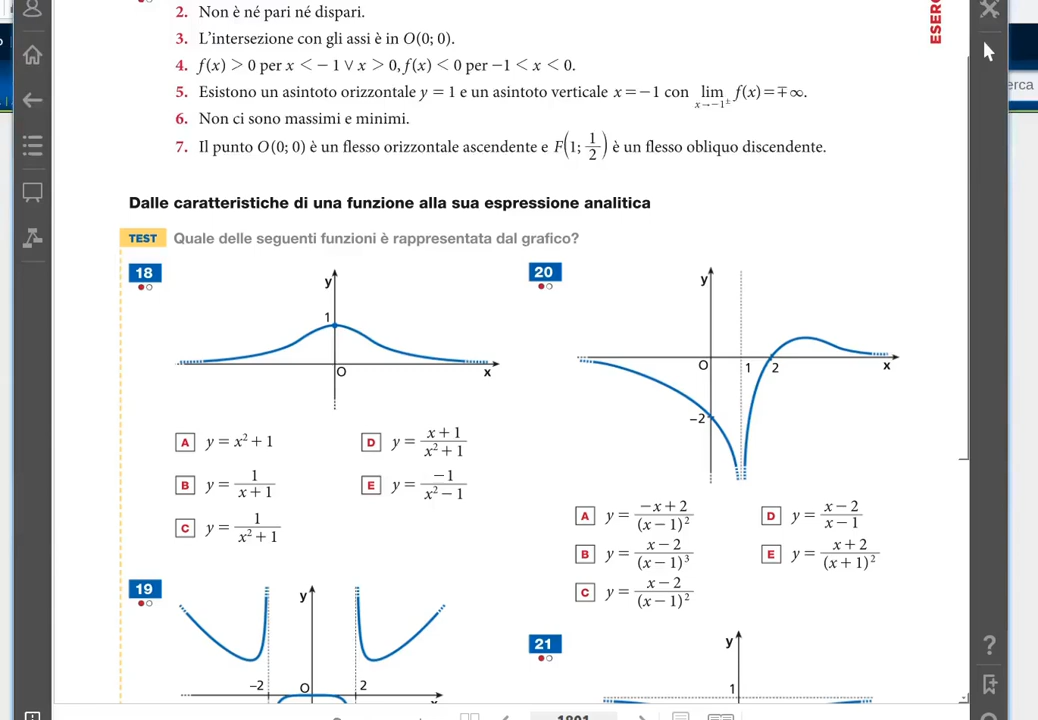 2. Non è né pari né dispari.
ESERC
3. L’intersezione con gli assi è in O(0; 0).
4. f(x) > 0 per x < − 1 ∨ x > 0, f(x) < 0 per −1 < x < 0.
5. Esistono un asintoto orizzontale y = 1 e un asintoto verticale x = −1 con lim x→−1± f(x) = ∓∞.
erca
6. Non ci sono massimi e minimi.
7. Il punto O(0; 0) è un flesso orizzontale ascendente e F(1; 1/2) è un flesso obliquo discendente.
Dalle caratteristiche di una funzione alla sua espressione analitica
TEST Quale delle seguenti funzioni è rappresentata dal grafico?
18
y
1
O
x
A y = x² + 1
B y = 1/(x + 1)
C y = 1/(x² + 1)
D y = (x + 1)/(x² + 1)
E y = −1/(x² − 1)
19
y
−2
O
2
20
y
O
1
2
x
−2
A y = (−x + 2)/(x − 1)²
B y = (x − 2)/(x − 1)³
C y = (x − 2)/(x − 1)²
D y = (x − 2)/(x − 1)
E y = (x + 2)/(x + 1)²
21
y
1